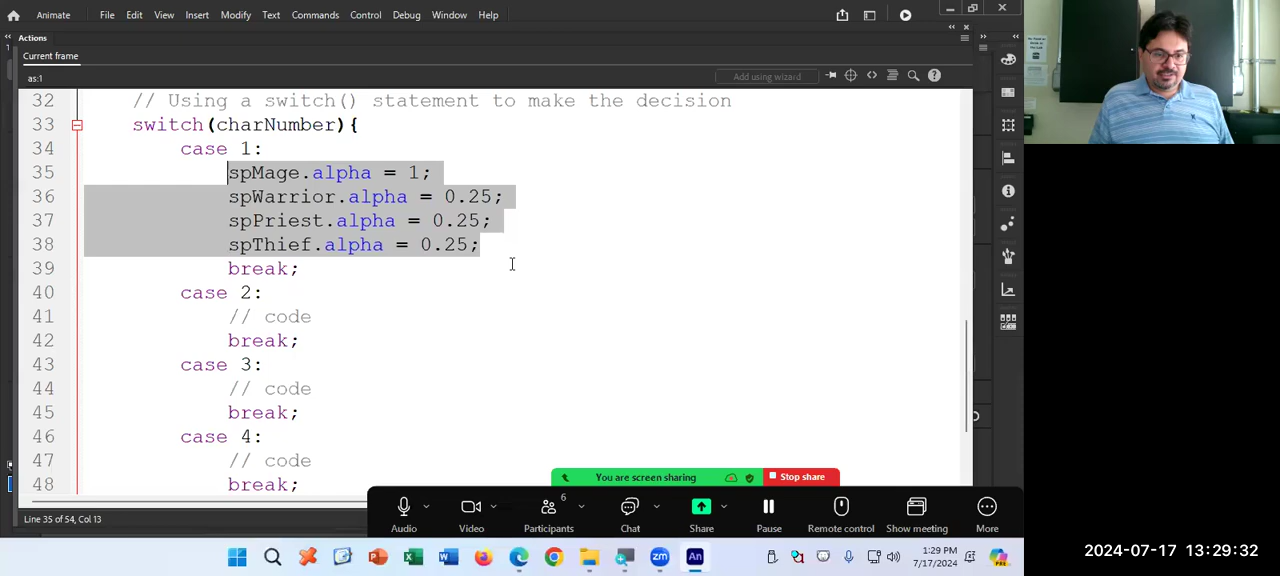 Animate File Edit View Insert Modify Text Commands Control Debug Window Help
Actions
Current frame
as:1
Add using wizard
32 // Using a switch() statement to make the decision
33 switch(charNumber){
34 case 1:
35 spMage.alpha = 1;
36 spWarrior.alpha = 0.25;
37 spPriest.alpha = 0.25;
38 spThief.alpha = 0.25;
39 break;
40 case 2:
41 // code
42 break;
43 case 3:
44 // code
45 break;
46 case 4:
47 // code
48 break;
You are screen sharing Stop share
6
Audio Video Participants Chat Share Pause Remote control Show meeting More
Line 35 of 54, Col 13
1:29 PM
7/17/2024
2024-07-17 13:29:32